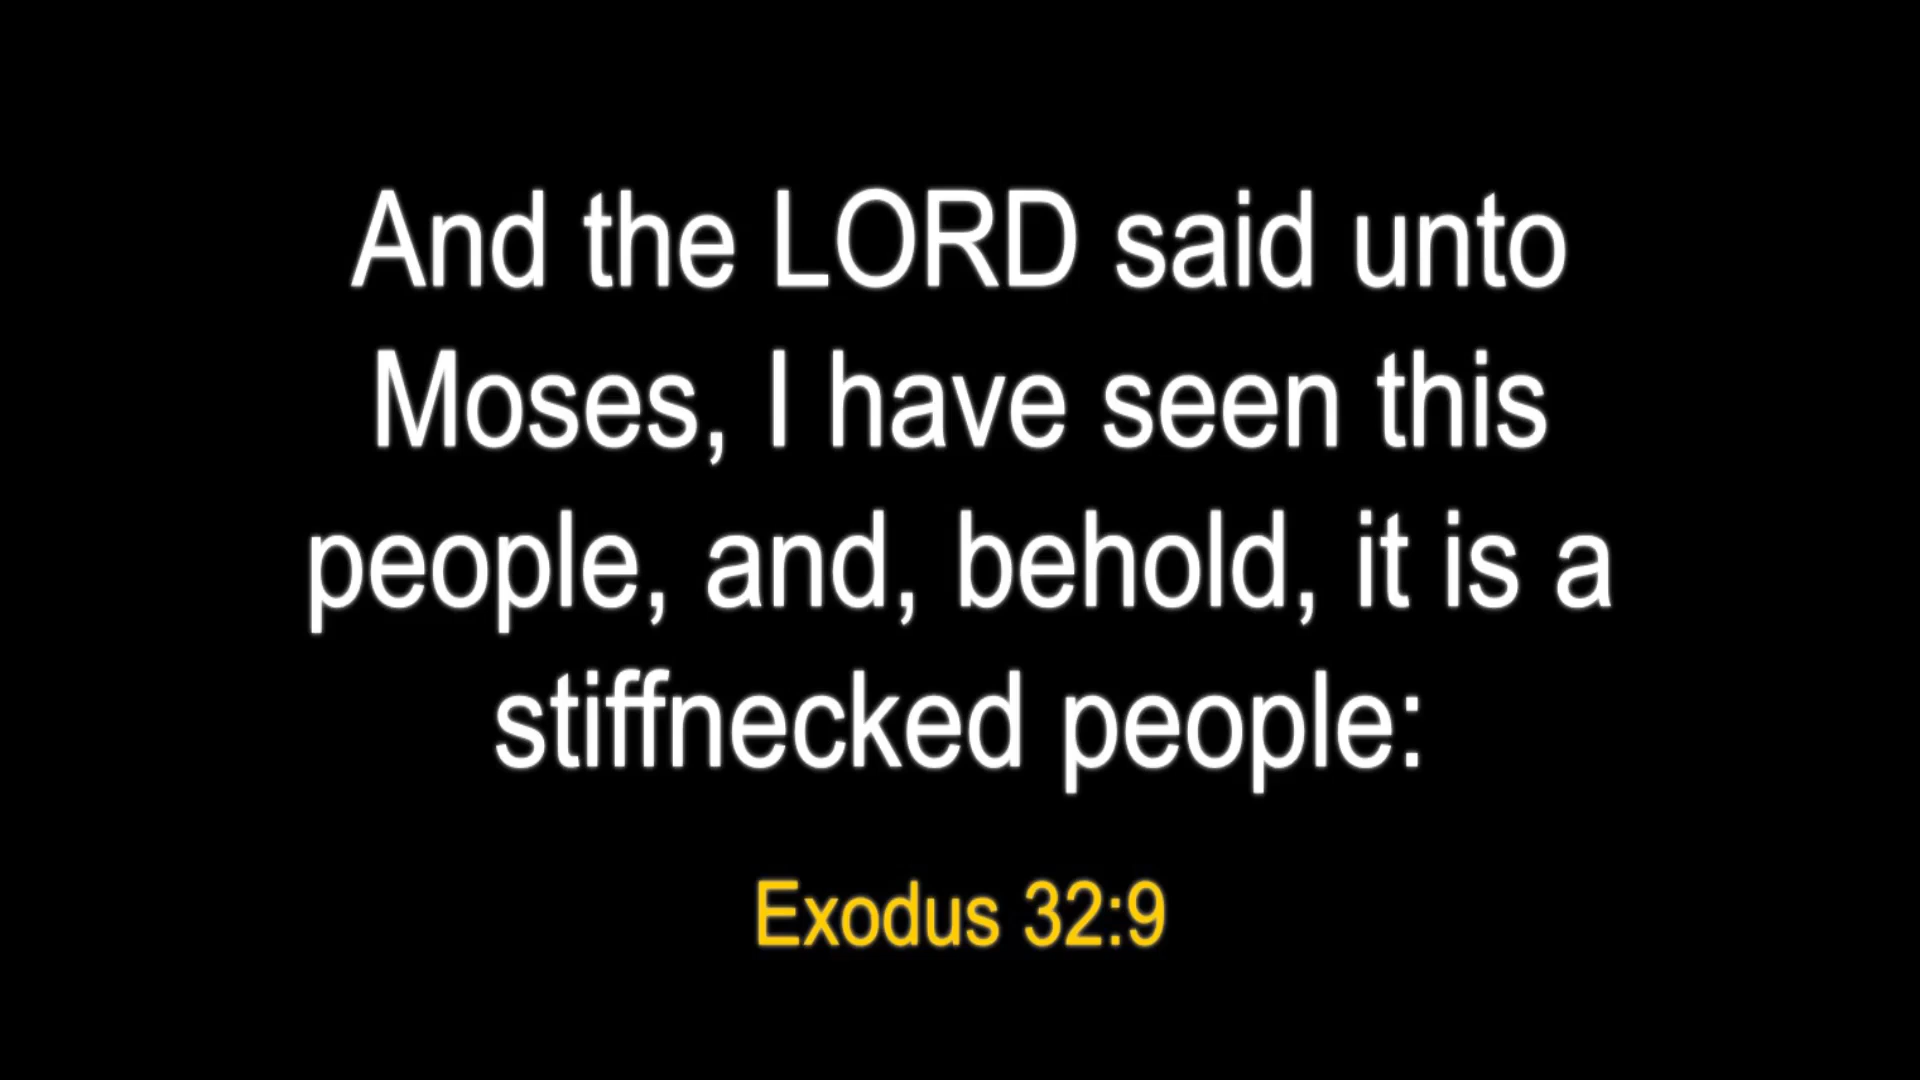 And the LORD said unto
Moses, I have seen this
people, and, behold, it is a
stiffnecked people:
Exodus 32:9